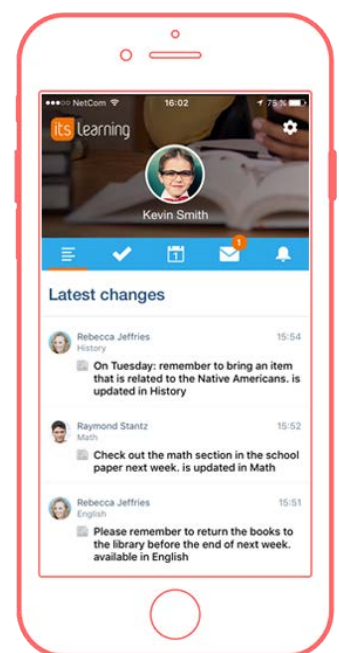 NetCom 16:02 75 %
itslearning
Kevin Smith
1 1
Latest changes
Rebecca Jeffries 15:54
History
On Tuesday: remember to bring an item
that is related to the Native Americans. is
updated in History
Raymond Stantz 15:52
Math
Check out the math section in the school
paper next week. is updated in Math
Rebecca Jeffries 15:51
English
Please remember to return the books to
the library before the end of next week.
available in English